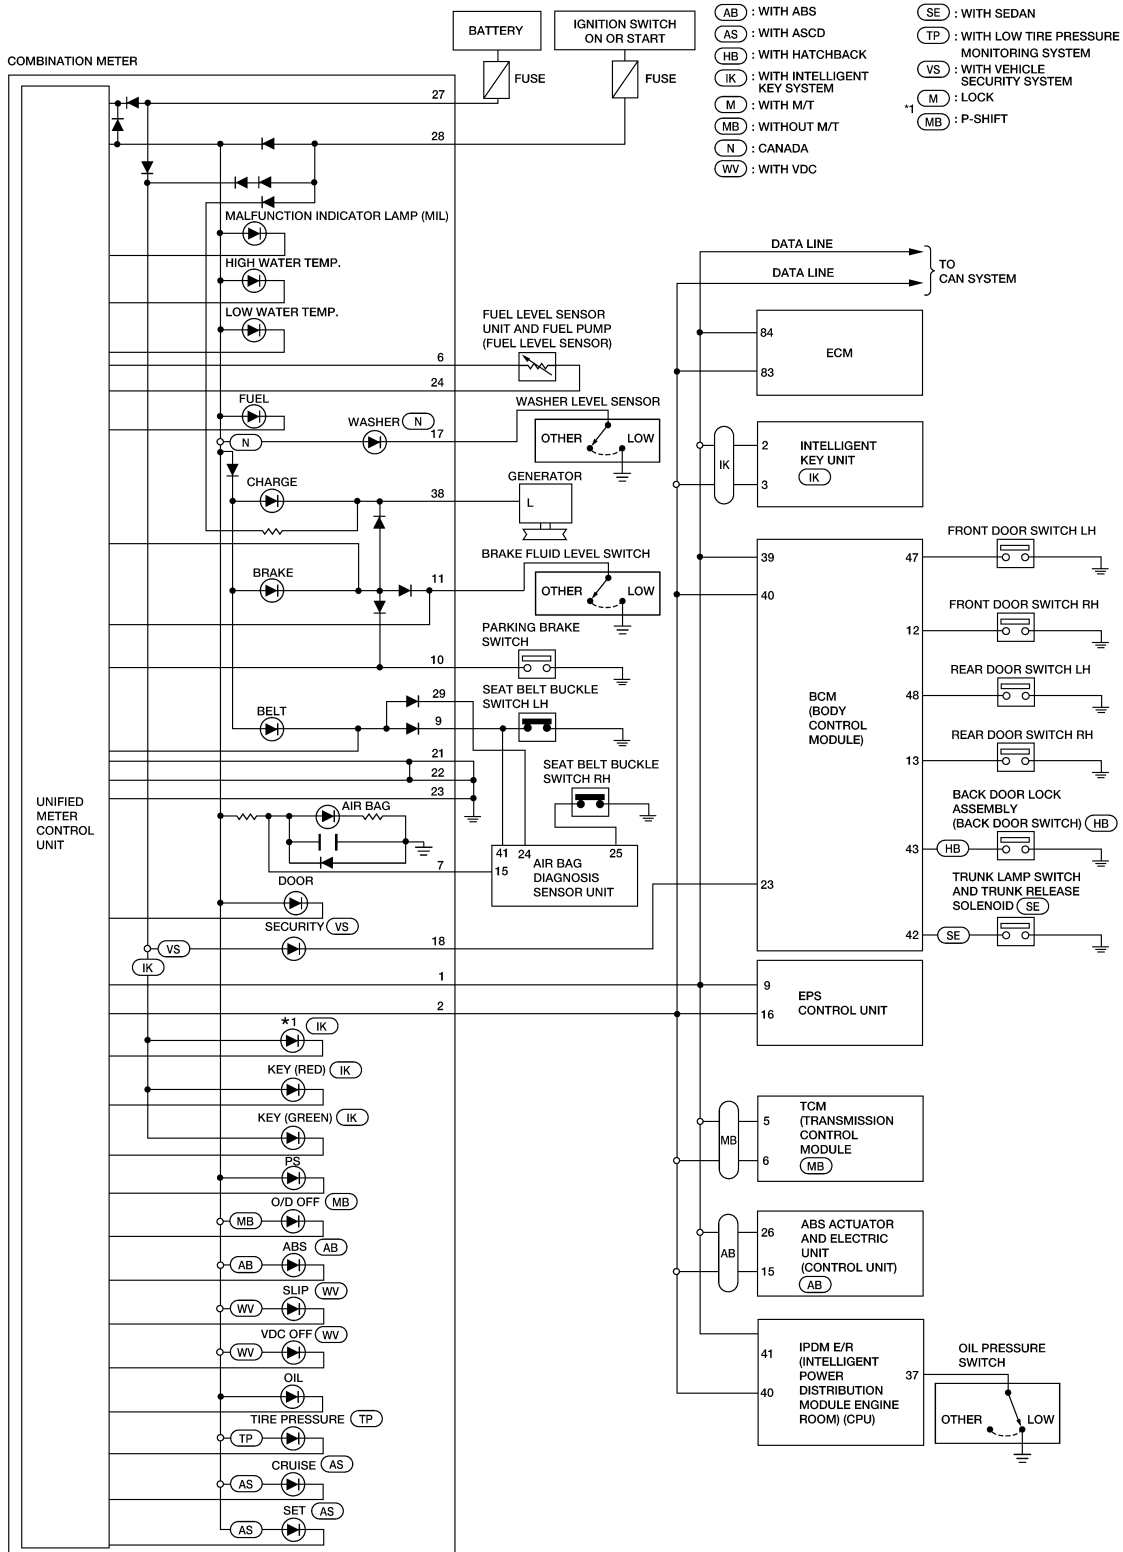 COMBINATION METER
BATTERY
IGNITION SWITCH
ON OR START
FUSE
FUSE
AB : WITH ABS
AS : WITH ASCD
HB : WITH HATCHBACK
IK : WITH INTELLIGENT
KEY SYSTEM
M : WITH M/T
MB : WITHOUT M/T
N : CANADA
WV : WITH VDC
SE : WITH SEDAN
TP : WITH LOW TIRE PRESSURE
MONITORING SYSTEM
VS : WITH VEHICLE
SECURITY SYSTEM
*1
M : LOCK
MB : P-SHIFT
27
28
MALFUNCTION INDICATOR LAMP (MIL)
HIGH WATER TEMP.
LOW WATER TEMP.
6
24
FUEL LEVEL SENSOR
UNIT AND FUEL PUMP
(FUEL LEVEL SENSOR)
FUEL
N
WASHER N
17
WASHER LEVEL SENSOR
OTHER LOW
CHARGE
38
GENERATOR
L
BRAKE
11
BRAKE FLUID LEVEL SWITCH
OTHER LOW
PARKING BRAKE
SWITCH
10
29
SEAT BELT BUCKLE
SWITCH LH
BELT
9
21
22
23
SEAT BELT BUCKLE
SWITCH RH
UNIFIED
METER
CONTROL
UNIT
AIR BAG
7
41 24 25
15
AIR BAG
DIAGNOSIS
SENSOR UNIT
DOOR
SECURITY VS
VS
18
IK
1
2
*1 IK
KEY (RED) IK
KEY (GREEN) IK
PS
O/D OFF MB
MB
ABS AB
AB
SLIP WV
WV
VDC OFF WV
WV
OIL
TIRE PRESSURE TP
TP
CRUISE AS
AS
SET AS
AS
DATA LINE
DATA LINE
TO
CAN SYSTEM
84
83
ECM
IK
2
3
INTELLIGENT
KEY UNIT
IK
39
40
23
BCM
(BODY
CONTROL
MODULE)
47
FRONT DOOR SWITCH LH
12
FRONT DOOR SWITCH RH
48
REAR DOOR SWITCH LH
13
REAR DOOR SWITCH RH
BACK DOOR LOCK
ASSEMBLY
(BACK DOOR SWITCH) HB
43 HB
TRUNK LAMP SWITCH
AND TRUNK RELEASE
SOLENOID SE
42 SE
9
16
EPS
CONTROL UNIT
MB
5
6
TCM
(TRANSMISSION
CONTROL
MODULE
MB
AB
26
15
ABS ACTUATOR
AND ELECTRIC
UNIT
(CONTROL UNIT)
AB
41
40
IPDM E/R
(INTELLIGENT
POWER
DISTRIBUTION
MODULE ENGINE
ROOM) (CPU)
37
OIL PRESSURE
SWITCH
OTHER LOW